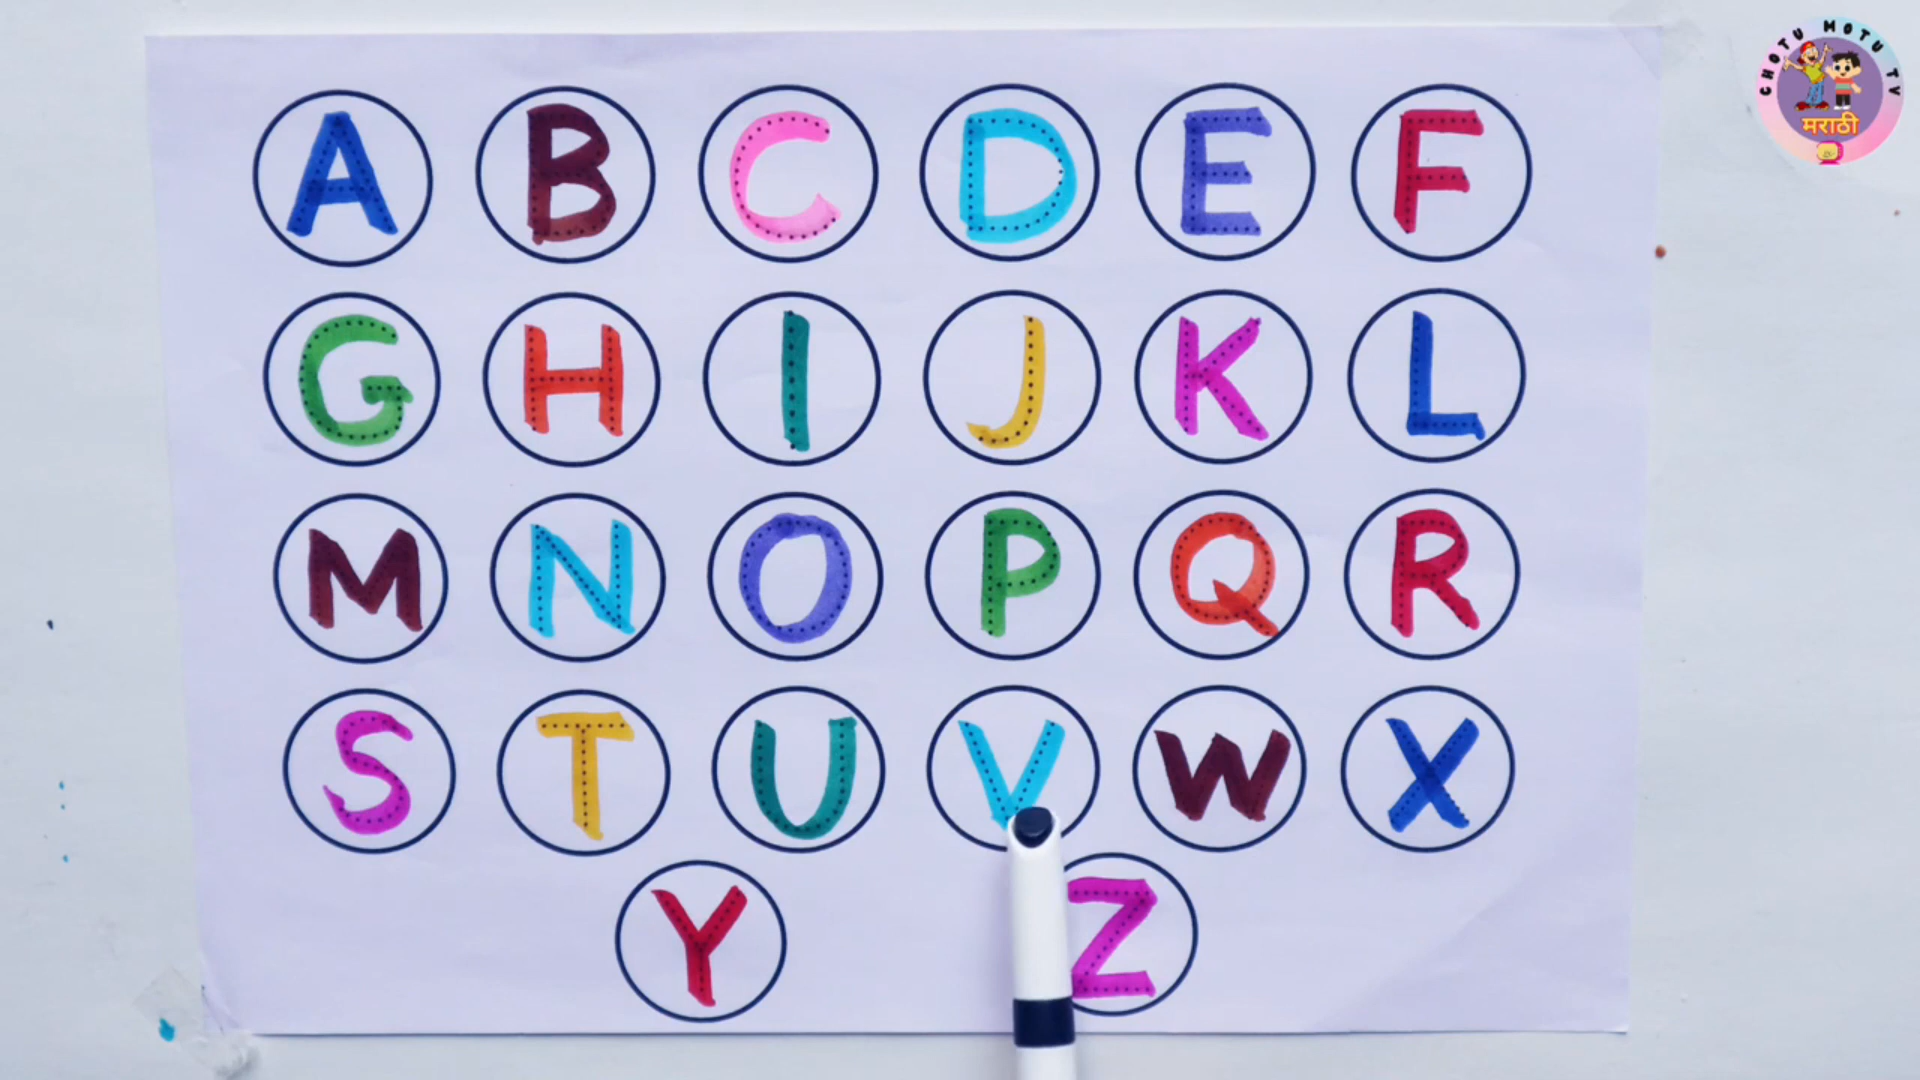 A B C D E F
G H I J K L
M N O P Q R
S T U V W X
Y Z
CHOTU MOTU TV
मराठी